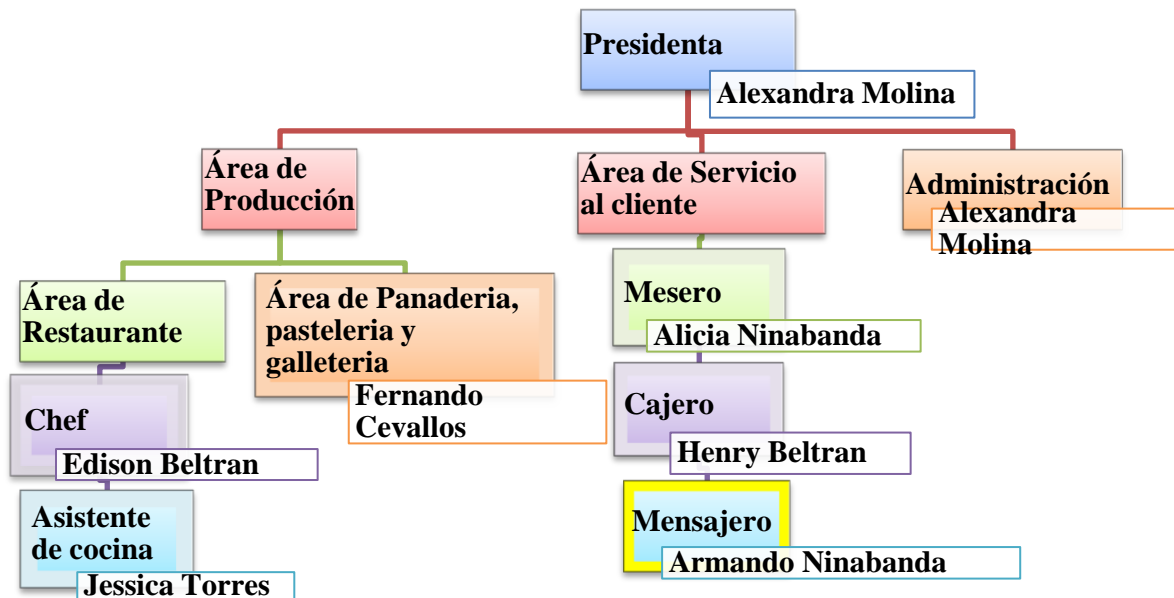 Presidenta
Alexandra Molina
Área de
Producción
Área de Servicio
al cliente
Administración
Alexandra
Molina
Área de
Restaurante
Área de Panaderia,
pasteleria y
galleteria
Fernando
Cevallos
Mesero
Alicia Ninabanda
Chef
Edison Beltran
Cajero
Henry Beltran
Asistente
de cocina
Jessica Torres
Mensajero
Armando Ninabanda